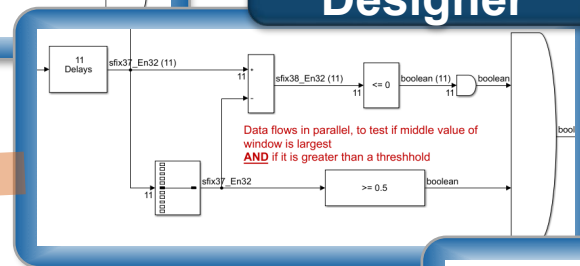 Designer
11
Delays
sfix37_En32 (11)
11
+
-
sfix38_En32 (11)
11
<= 0
boolean (11)
11
boolean
Data flows in parallel, to test if middle value of
window is largest
AND if it is greater than a threshhold
11
sfix37_En32
>= 0.5
boolean
bool